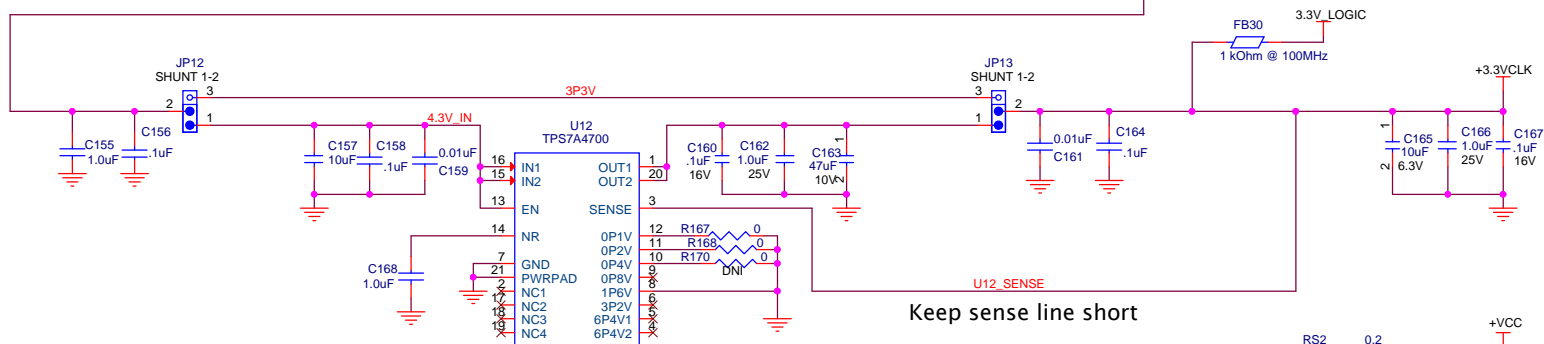 3.3V_LOGIC
FB30
1 kOhm @ 100MHz
JP12
SHUNT 1-2
JP13
SHUNT 1-2
+3.3VCLK
3
2
1
3P3V
3
2
1
4.3V_IN
C155
1.0uF
C156
.1uF
C157
10uF
C158
.1uF
0.01uF
C159
U12
TPS7A4700
16
15
13
14
7
21
2
17
18
19
IN1
IN2
EN
NR
GND
PWRPAD
NC1
NC2
NC3
NC4
OUT1
OUT2
SENSE
0P1V
0P2V
0P4V
0P8V
1P6V
3P2V
6P4V1
6P4V2
1
20
3
12
11
10
9
8
6
5
4
C160
.1uF
16V
C162
1.0uF
25V
1
C163
47uF
10V
2
0.01uF
C161
C164
.1uF
1
C165
10uF
2
6.3V
C166
1.0uF
25V
C167
.1uF
16V
R167 0
R168 0
R170 0
DNI
C168
1.0uF
U12_SENSE
Keep sense line short
+VCC
RS2 0.2